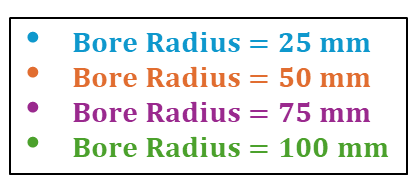 • Bore Radius = 25 mm
• Bore Radius = 50 mm
• Bore Radius = 75 mm
• Bore Radius = 100 mm